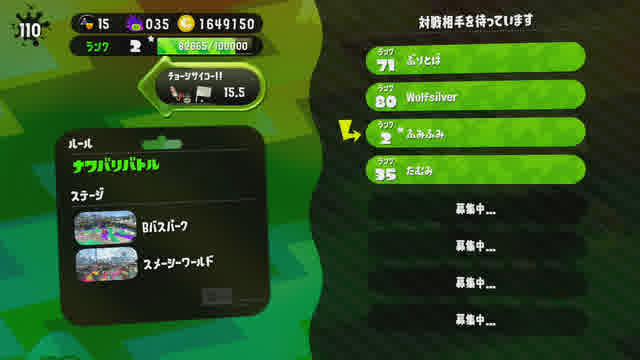 110
15
035
1649150
ランク 2 82865/100000
チョーシサイコー!!
15.5
ルール
ナワバリバトル
ステージ
Bバスパーク
スメーシーワールド
対戦相手を待っています
ランク 71 ぷりとば
ランク 80 Wolfsilver
ランク 2 ふみふみ
ランク 35 たむみ
募集中...
募集中...
募集中...
募集中...